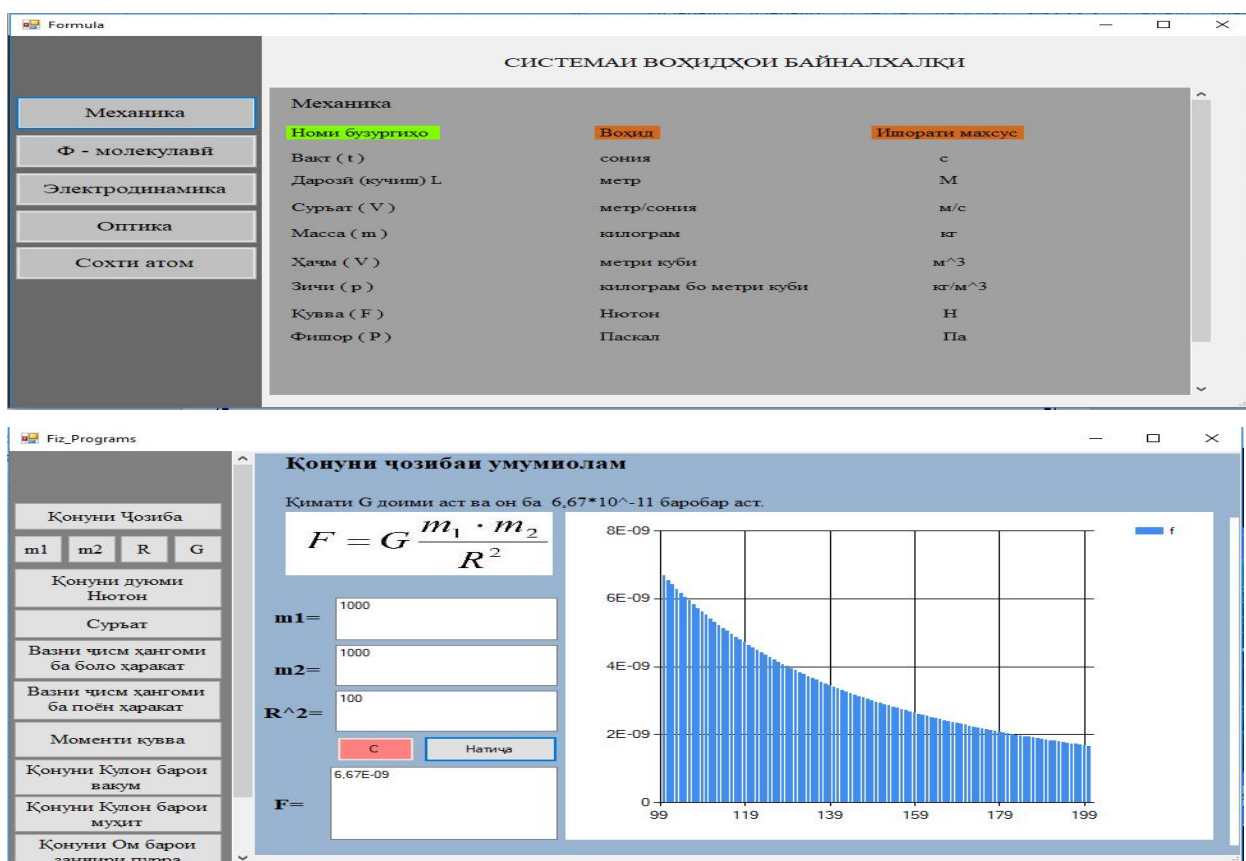 Formula
СИСТЕМАИ ВОҲИДҲОИ БАЙНАЛХАЛҚИ
Механика
Ф - молекулавӣ
Электродинамика
Оптика
Сохти атом
Механика
Номи бузургиҳо Воҳид Ишорати махсус
Вақт ( t ) сония с
Дарозӣ (кучиш) L метр М
Суръат ( V ) метр/сония м/с
Масса ( m ) килограм кг
Ҳаҷм ( V ) метри куби м^3
Зичи ( p ) килограм бо метри куби кг/м^3
Қувва ( F ) Нютон Н
Фишор ( P ) Паскал Па
Fiz_Programs
Қонуни Ҷозиба
m1 m2 R G
Қонуни дуюми
Нютон
Суръат
Вазни ҷисм ҳангоми
ба боло ҳаракат
Вазни ҷисм ҳангоми
ба поён ҳаракат
Моменти кувва
Қонуни Кулон барои
вакум
Қонуни Кулон барои
муҳит
Қонуни Ом барои
занҷири пурра
Қонуни ҷозибаи умумиолам
Қимати G доими аст ва он ба 6,67*10^-11 баробар аст.
F = G m₁ · m₂ / R²
m1= 1000
m2= 1000
R^2= 100
C Натиҷа
F= 6,67E-09
8E-09
6E-09
4E-09
2E-09
0
99 119 139 159 179 199
f